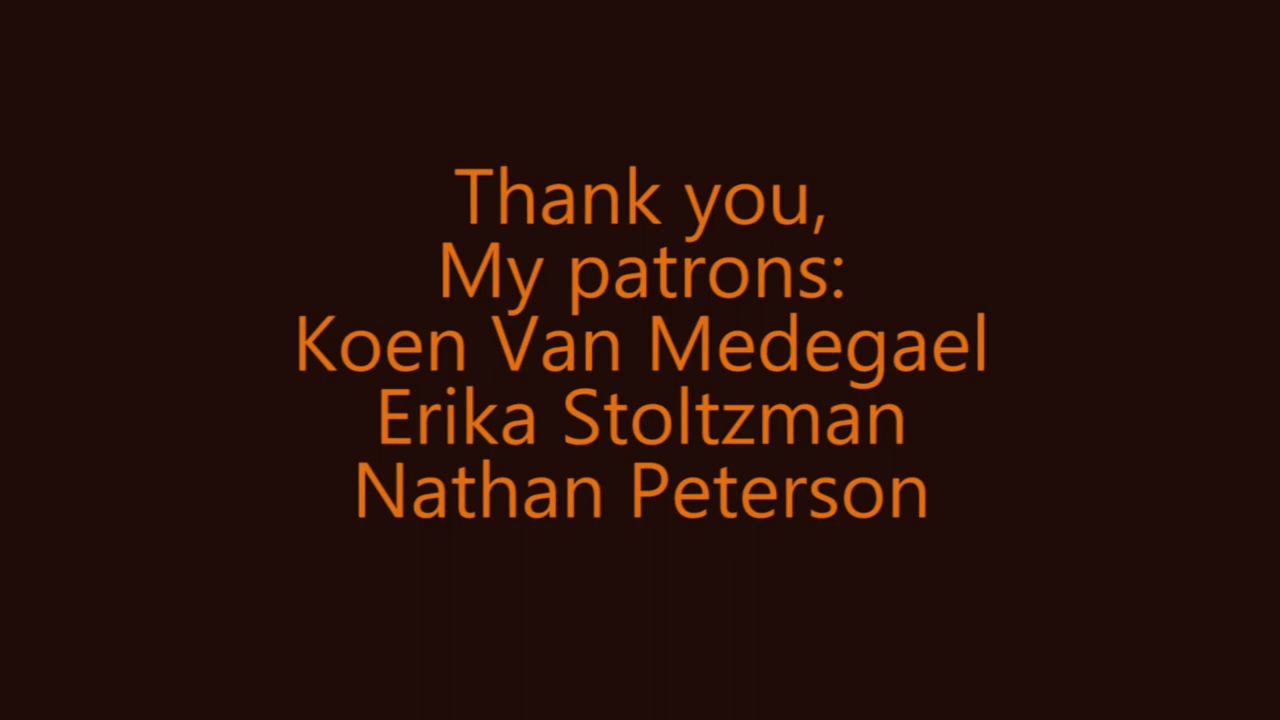 Thank you,
My patrons:
Koen Van Medegael
Erika Stoltzman
Nathan Peterson